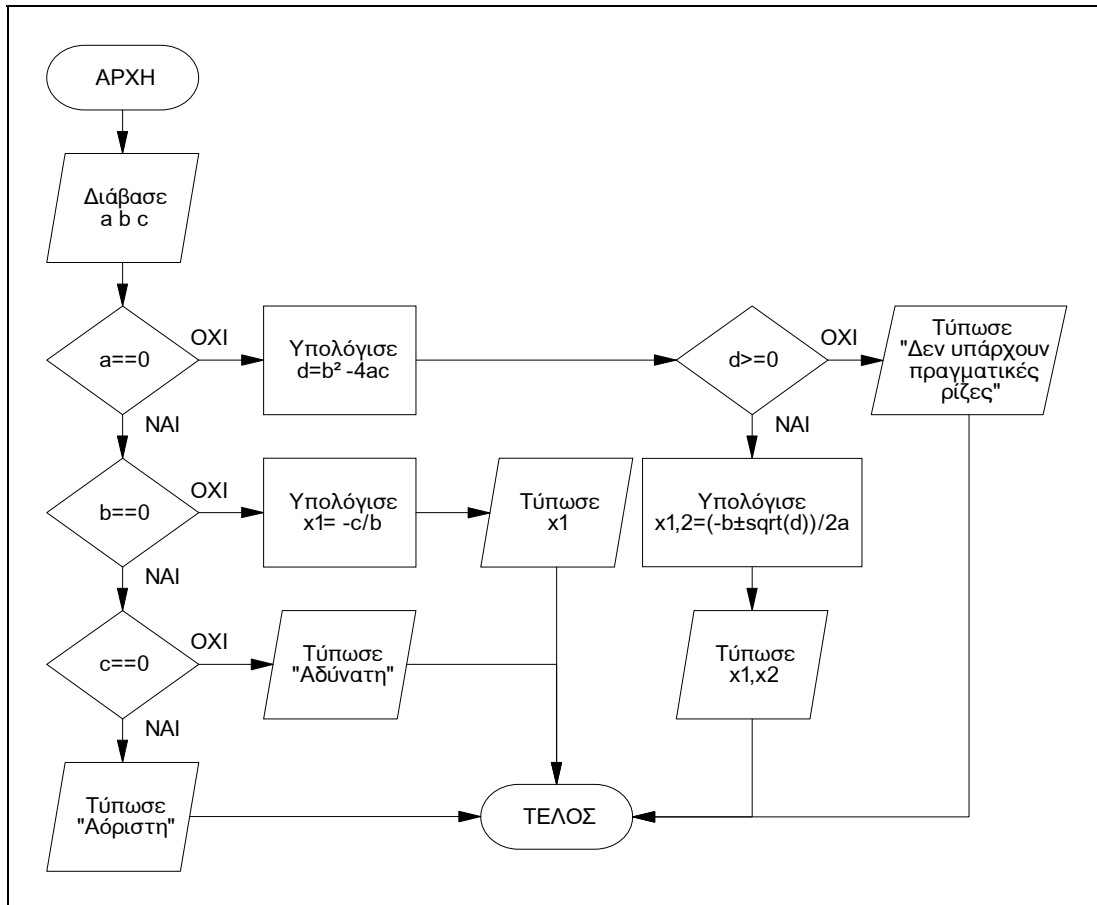 ΑΡΧΗ
Διάβασε
a b c
a==0
ΟΧΙ
Υπολόγισε
d=b² -4ac
d>=0
ΟΧΙ
Τύπωσε
"Δεν υπάρχουν
πραγματικές
ρίζες"
ΝΑΙ
ΝΑΙ
b==0
ΟΧΙ
Υπολόγισε
x1= -c/b
Τύπωσε
x1
Υπολόγισε
x1,2=(-b±sqrt(d))/2a
ΝΑΙ
c==0
ΟΧΙ
Τύπωσε
"Αδύνατη"
Τύπωσε
x1,x2
ΝΑΙ
Τύπωσε
"Αόριστη"
ΤΕΛΟΣ